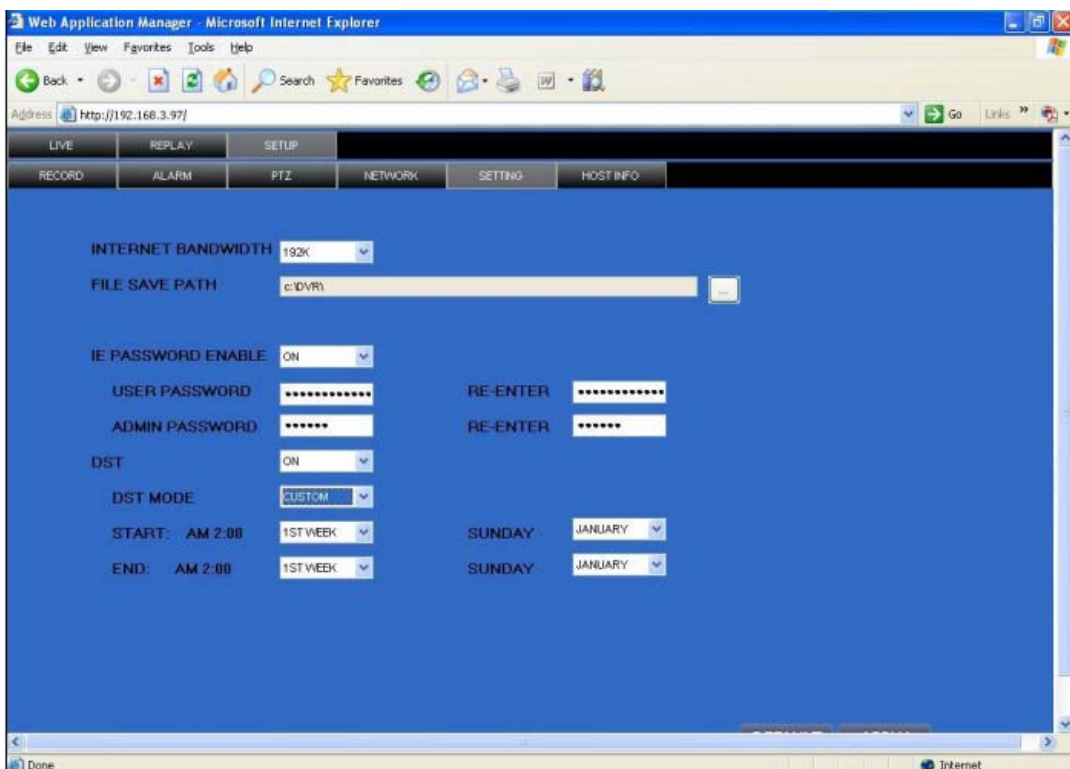 Web Application Manager - Microsoft Internet Explorer
File Edit View Favorites Tools Help
Back Search Favorites
Address http://192.168.3.97/ Go Links »
LIVE REPLAY SETUP
RECORD ALARM PTZ NETWORK SETTING HOST INFO
INTERNET BANDWIDTH 192K
FILE SAVE PATH c:\DVR\ ...
IE PASSWORD ENABLE ON
USER PASSWORD •••••••••••• RE-ENTER ••••••••••••
ADMIN PASSWORD •••••• RE-ENTER ••••••
DST ON
DST MODE CUSTOM
START: AM 2:00 1ST WEEK SUNDAY JANUARY
END: AM 2:00 1ST WEEK SUNDAY JANUARY
Done Internet